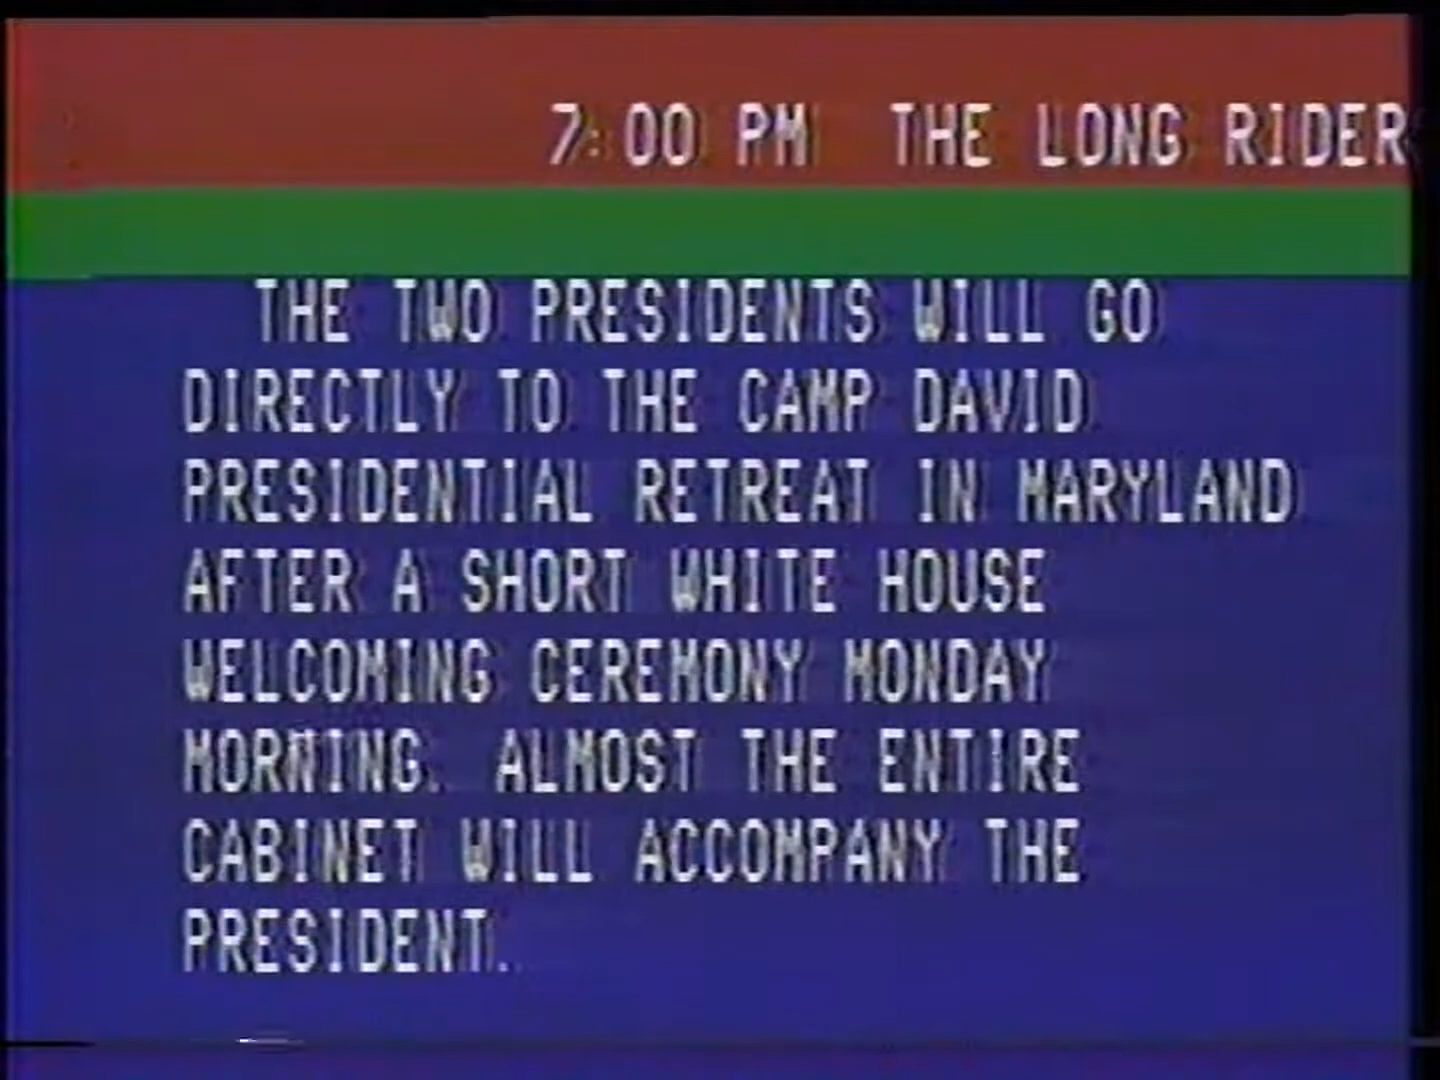 7:00 PM THE LONG RIDER
THE TWO PRESIDENTS WILL GO
DIRECTLY TO THE CAMP DAVID
PRESIDENTIAL RETREAT IN MARYLAND
AFTER A SHORT WHITE HOUSE
WELCOMING CEREMONY MONDAY
MORNING. ALMOST THE ENTIRE
CABINET WILL ACCOMPANY THE
PRESIDENT.